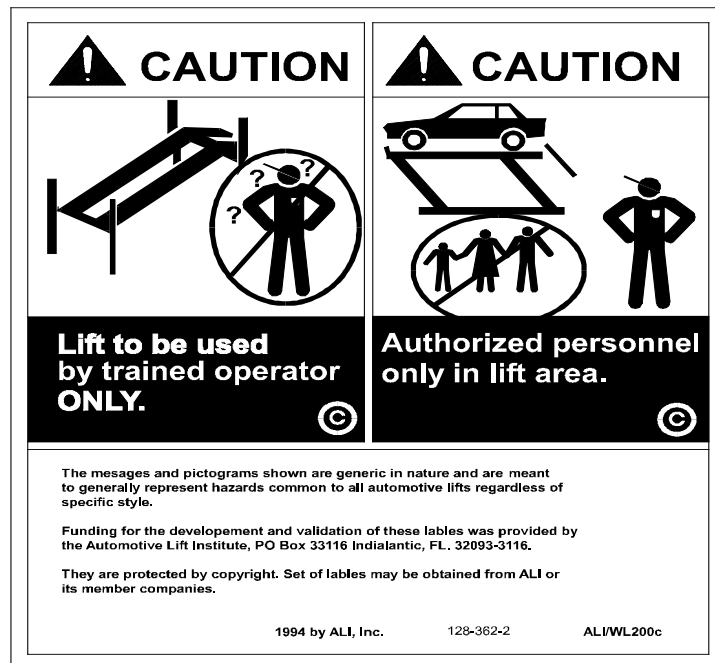 CAUTION
Lift to be used
by trained operator
ONLY.
©
CAUTION
Authorized personnel
only in lift area.
©
? ? ?
The mesages and pictograms shown are generic in nature and are meant
to generally represent hazards common to all automotive lifts regardless of
specific style.
Funding for the developement and validation of these lables was provided by
the Automotive Lift Institute, PO Box 33116 Indialantic, FL. 32093-3116.
They are protected by copyright. Set of lables may be obtained from ALI or
its member companies.
1994 by ALI, Inc. 128-362-2 ALI/WL200c